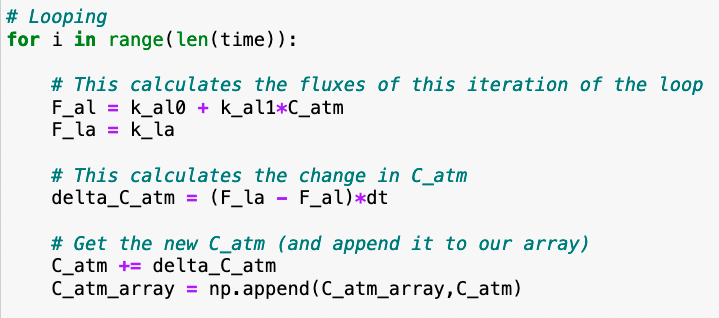 # Looping
for i in range(len(time)):
# This calculates the fluxes of this iteration of the loop
F_al = k_al0 + k_al1*C_atm
F_la = k_la
# This calculates the change in C_atm
delta_C_atm = (F_la - F_al)*dt
# Get the new C_atm (and append it to our array)
C_atm += delta_C_atm
C_atm_array = np.append(C_atm_array,C_atm)